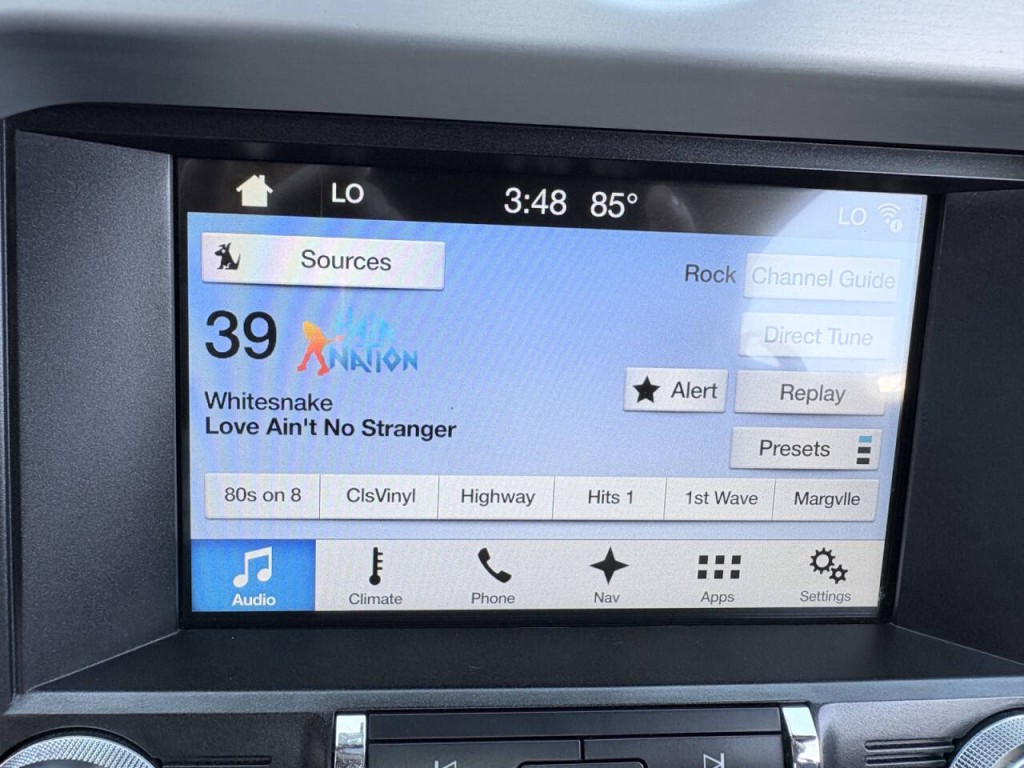 LO 3:48 85° LO
Sources
Rock Channel Guide
Direct Tune
39 HAIR NATION
Alert Replay
Whitesnake
Love Ain't No Stranger
Presets
80s on 8 ClsVinyl Highway Hits 1 1st Wave Margvlle
Audio Climate Phone Nav Apps Settings